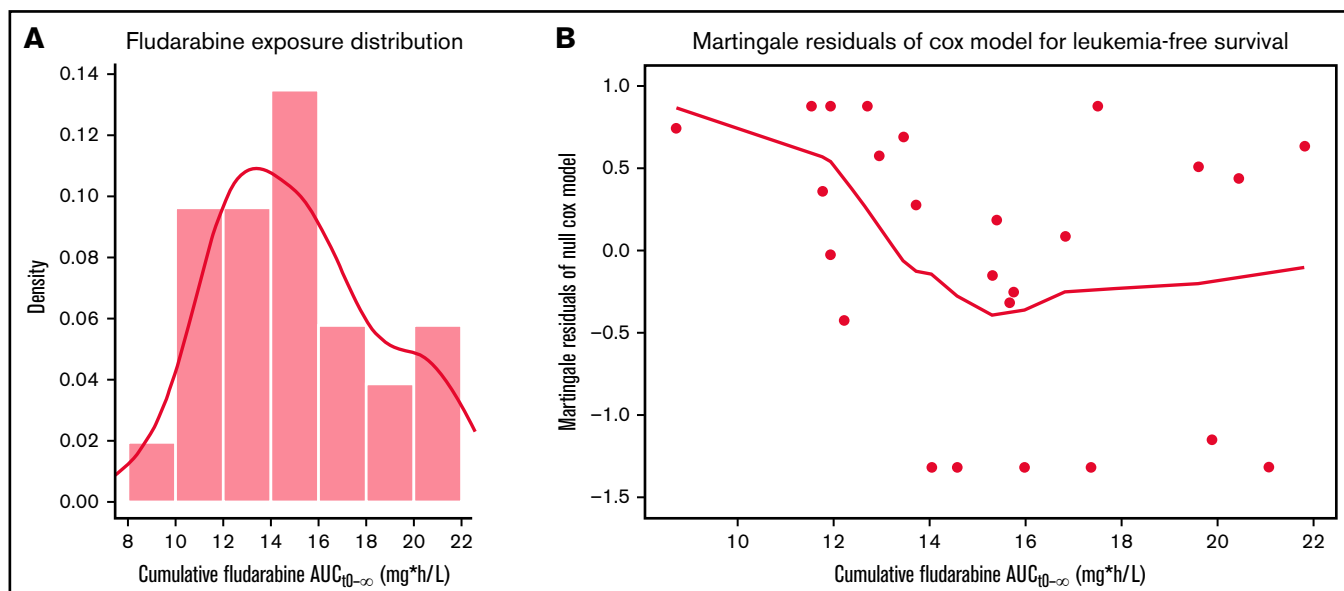 A Fludarabine exposure distribution
0.14
0.12
0.10
0.08
0.06
0.04
0.02
0.00
Density
8 10 12 14 16 18 20 22
Cumulative fludarabine AUCt0–∞ (mg*h/L)
B Martingale residuals of cox model for leukemia-free survival
1.0
0.5
0.0
−0.5
−1.0
−1.5
Martingale residuals of null cox model
10 12 14 16 18 20 22
Cumulative fludarabine AUCt0–∞ (mg*h/L)